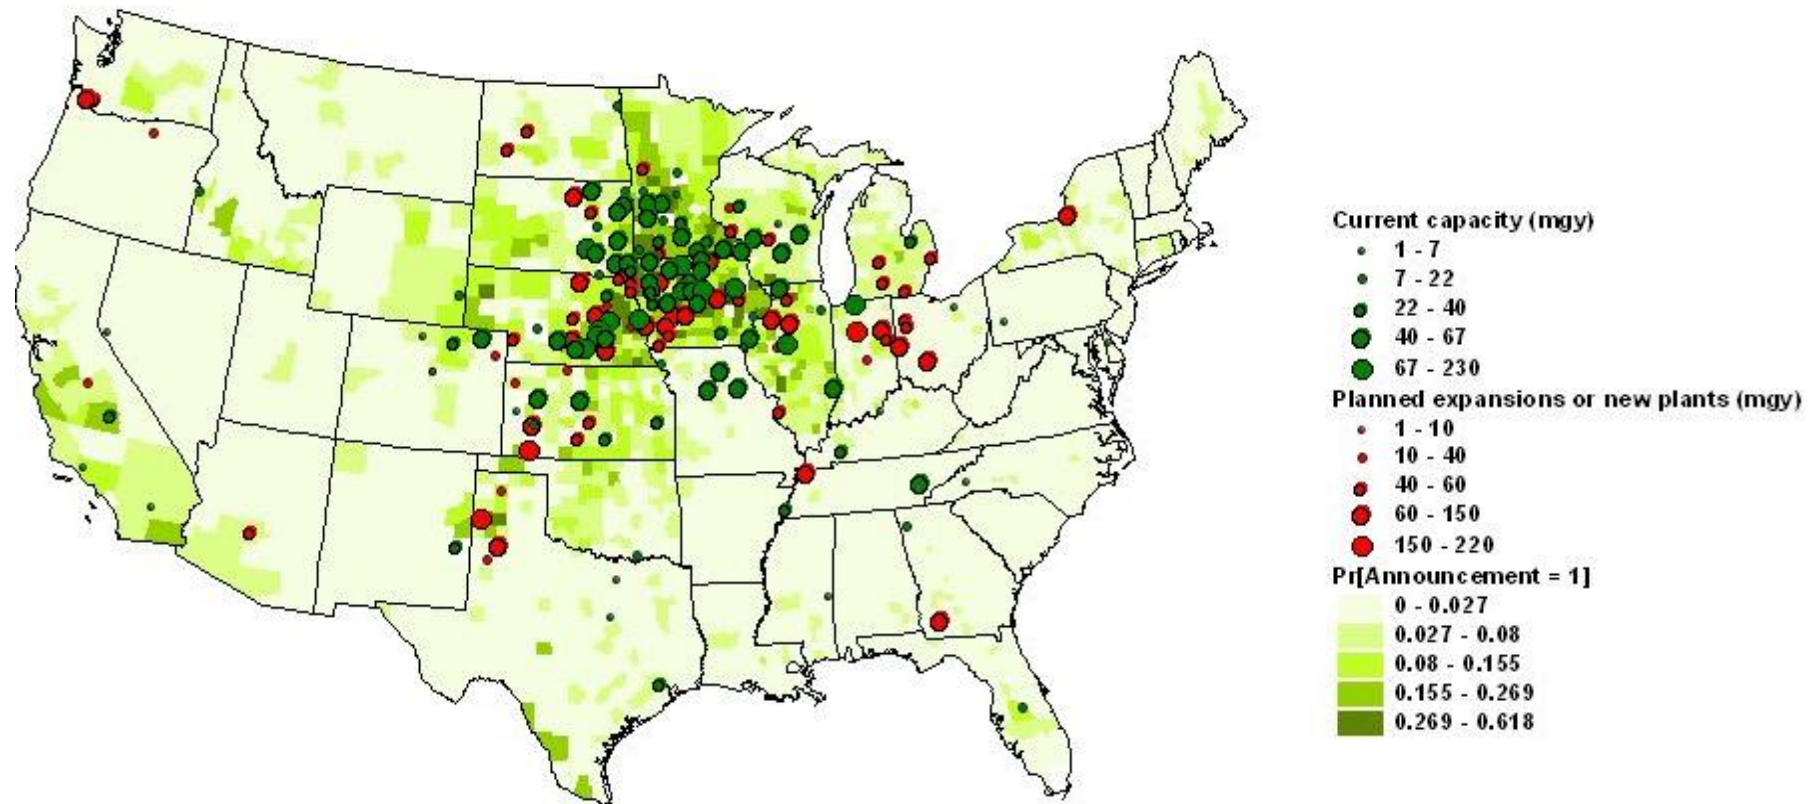 Current capacity (mgy)
1 - 7
7 - 22
22 - 40
40 - 67
67 - 230
Planned expansions or new plants (mgy)
1 - 10
10 - 40
40 - 60
60 - 150
150 - 220
Pr[Announcement = 1]
0 - 0.027
0.027 - 0.08
0.08 - 0.155
0.155 - 0.269
0.269 - 0.618